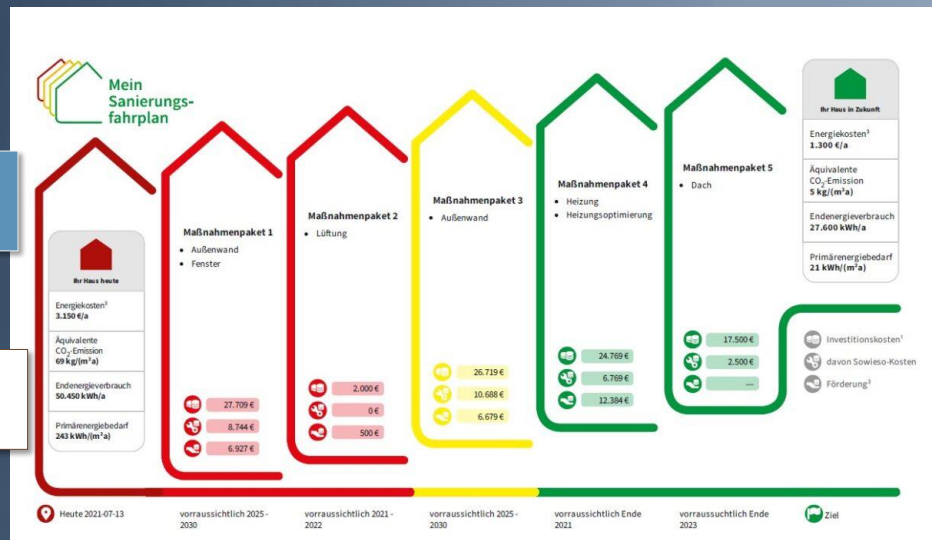 Mein
Sanierungs-
fahrplan
Ihr Haus heute
Energiekosten³
3.150 €/a
Äquivalente
CO₂-Emission
69 kg/(m²a)
Endenergieverbrauch
50.450 kWh/a
Primärenergiebedarf
243 kWh/(m²a)
Maßnahmenpaket 1
• Außenwand
• Fenster
27.709 €
8.744 €
6.927 €
Maßnahmenpaket 2
• Lüftung
2.000 €
0 €
500 €
Maßnahmenpaket 3
• Außenwand
26.719 €
10.688 €
6.679 €
Maßnahmenpaket 4
• Heizung
• Heizungsoptimierung
24.769 €
6.769 €
12.384 €
Maßnahmenpaket 5
• Dach
17.500 €
2.500 €
---
Ihr Haus in Zukunft
Energiekosten³
1.300 €/a
Äquivalente
CO₂-Emission
5 kg/(m²a)
Endenergieverbrauch
27.600 kWh/a
Primärenergiebedarf
21 kWh/(m²a)
Investitionskosten¹
davon Sowieso-Kosten
Förderung²
Heute 2021-07-13
vorraussichtlich 2025 -
2030
vorraussichtlich 2021 -
2022
vorraussichtlich 2025 -
2030
vorraussichtlich Ende
2021
vorraussuchtlich Ende
2023
Ziel